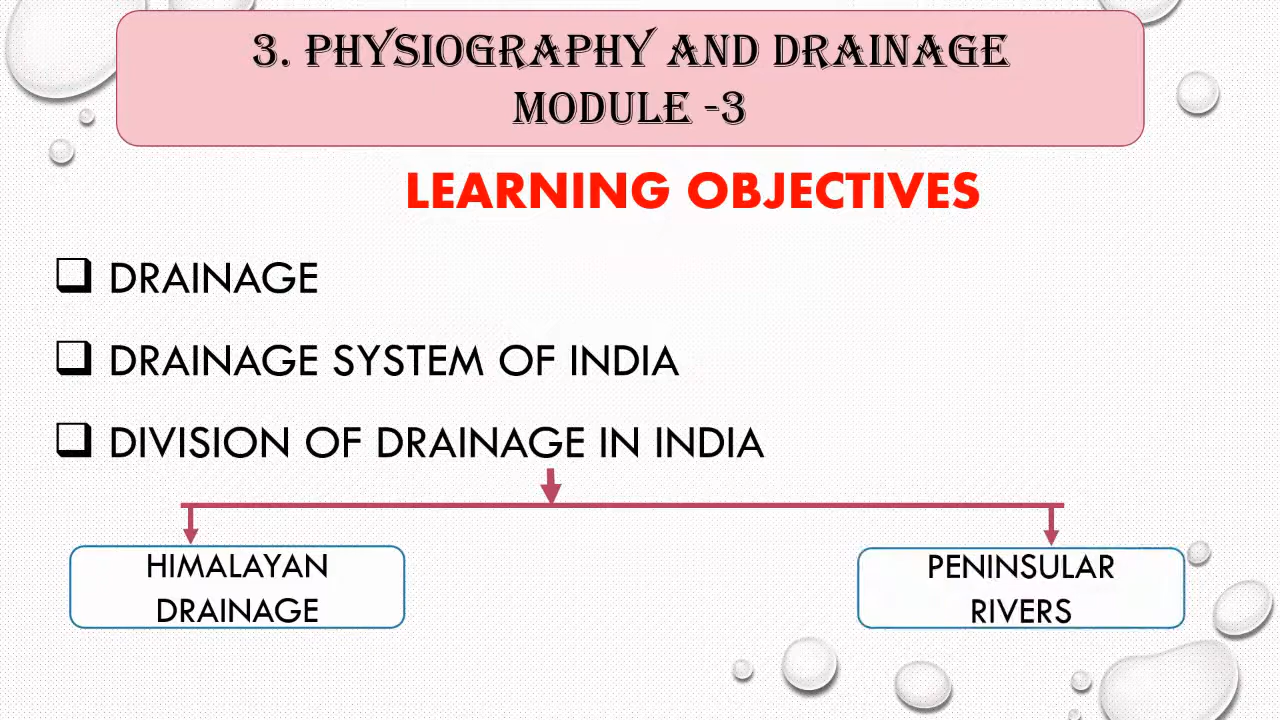 3. PHYSIOGRAPHY AND DRAINAGE
MODULE -3
LEARNING OBJECTIVES
DRAINAGE
DRAINAGE SYSTEM OF INDIA
DIVISION OF DRAINAGE IN INDIA
HIMALAYAN
DRAINAGE
PENINSULAR
RIVERS